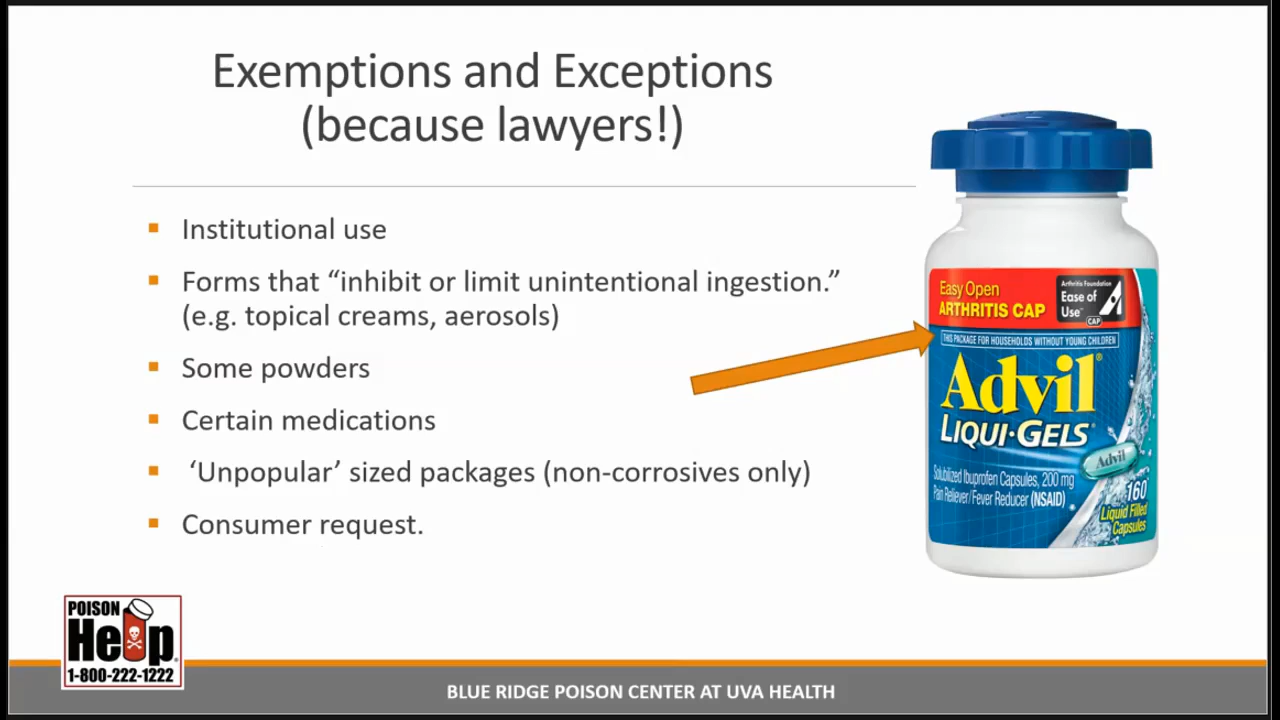 Exemptions and Exceptions
(because lawyers!)
Institutional use
Forms that “inhibit or limit unintentional ingestion.”
(e.g. topical creams, aerosols)
Some powders
Certain medications
‘Unpopular’ sized packages (non-corrosives only)
Consumer request.
Easy Open
ARTHRITIS CAP
Arthritis Foundation
Ease of
Use™
CAP
THIS PACKAGE FOR HOUSEHOLDS WITHOUT YOUNG CHILDREN
Advil®
LIQUI·GELS®
Advil
Solubilized Ibuprofen Capsules, 200 mg
Pain Reliever/Fever Reducer (NSAID)
160
Liquid Filled
Capsules
POISON
Help®
1-800-222-1222
BLUE RIDGE POISON CENTER AT UVA HEALTH